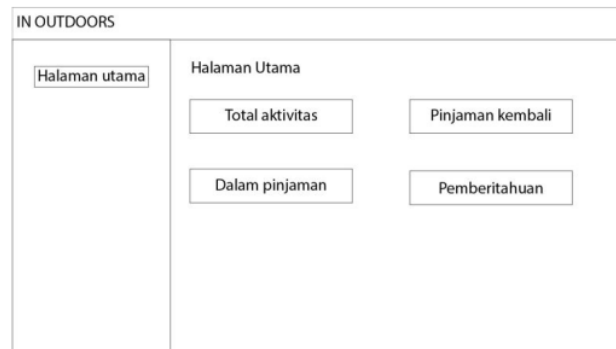 IN OUTDOORS
Halaman utama
Halaman Utama
Total aktivitas
Pinjaman kembali
Dalam pinjaman
Pemberitahuan